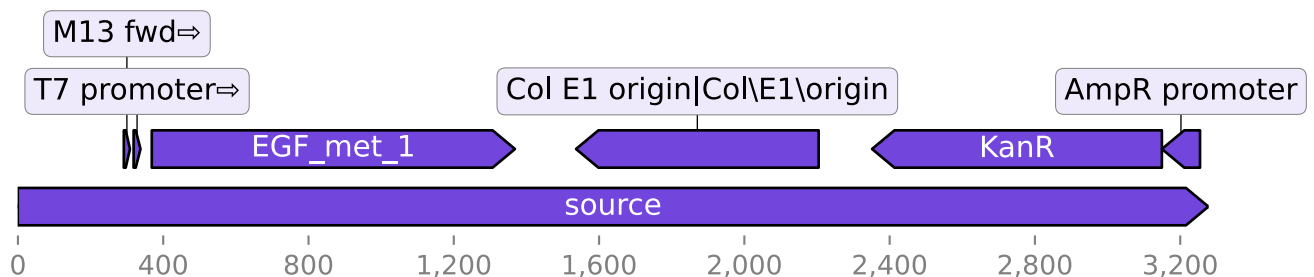 M13 fwd⇨
T7 promoter⇨
Col E1 origin|Col\E1\origin
AmpR promoter
EGF_met_1
KanR
source
0 400 800 1,200 1,600 2,000 2,400 2,800 3,200